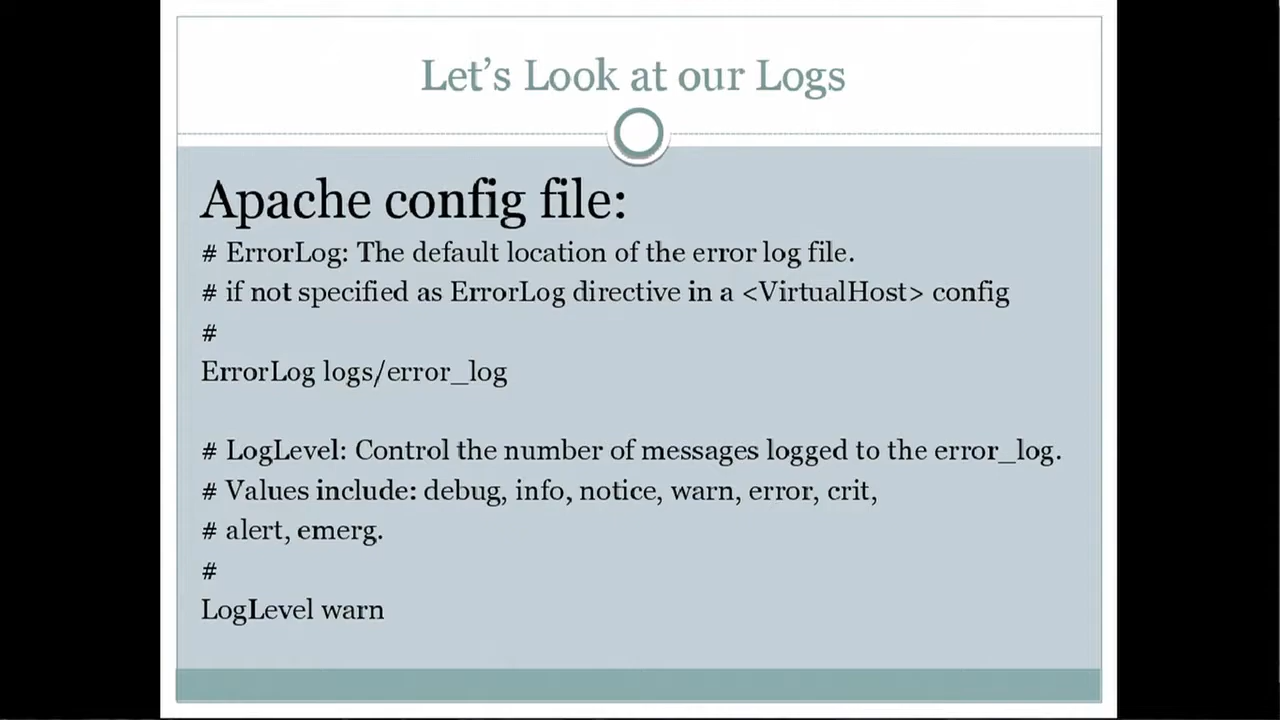 Let’s Look at our Logs
Apache config file:
# ErrorLog: The default location of the error log file.
# if not specified as ErrorLog directive in a <VirtualHost> config
#
ErrorLog logs/error_log
# LogLevel: Control the number of messages logged to the error_log.
# Values include: debug, info, notice, warn, error, crit,
# alert, emerg.
#
LogLevel warn